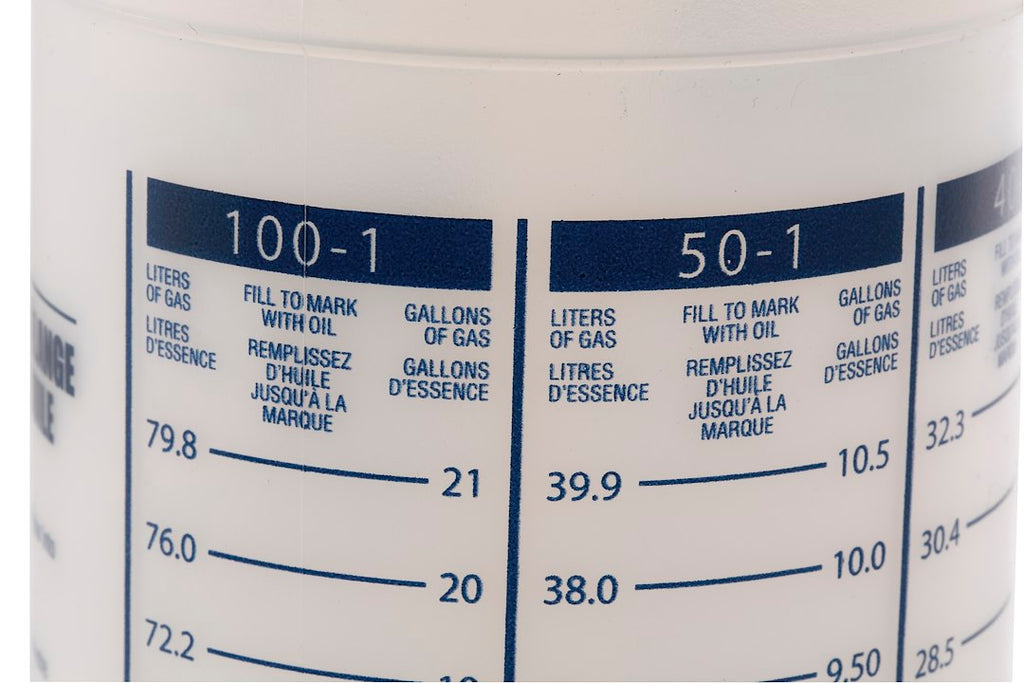 100-1
LITERS
OF GAS
LITRES
D'ESSENCE
FILL TO MARK
WITH OIL
REMPLISSEZ
D'HUILE
JUSQU'À LA
MARQUE
GALLONS
OF GAS
GALLONS
D'ESSENCE
79.8 21
76.0 20
72.2
50-1
LITERS
OF GAS
LITRES
D'ESSENCE
FILL TO MARK
WITH OIL
REMPLISSEZ
D'HUILE
JUSQU'À LA
MARQUE
GALLONS
OF GAS
GALLONS
D'ESSENCE
39.9 10.5
38.0 10.0
9.50
LITERS
OF GAS
LITRES
D'ESSENCE
32.3
30.4
28.5